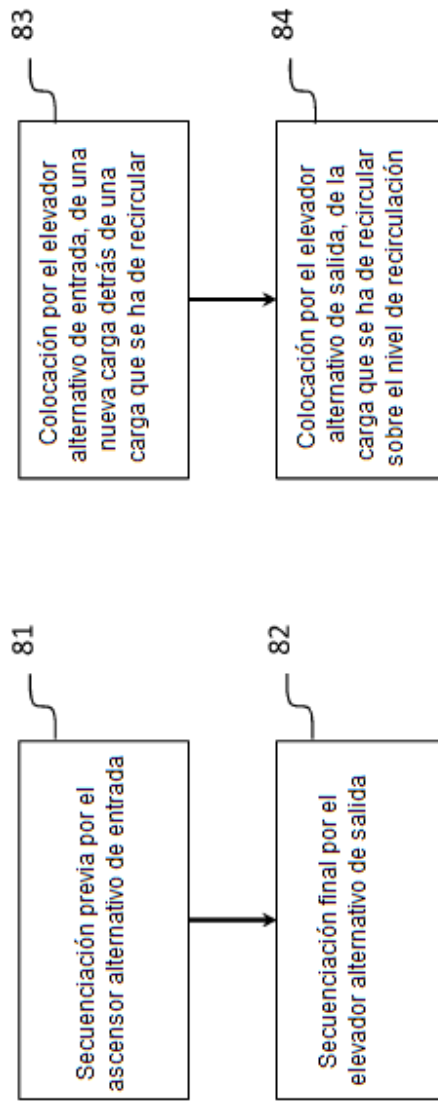 Secuenciación previa por el
ascensor alternativo de entrada
81
Secuenciación final por el
elevador alternativo de salida
82
Colocación por el elevador
alternativo de entrada, de una
nueva carga detrás de una
carga que se ha de recircular
83
Colocación por el elevador
alternativo de salida, de la
carga que se ha de recircular
sobre el nivel de recirculación
84